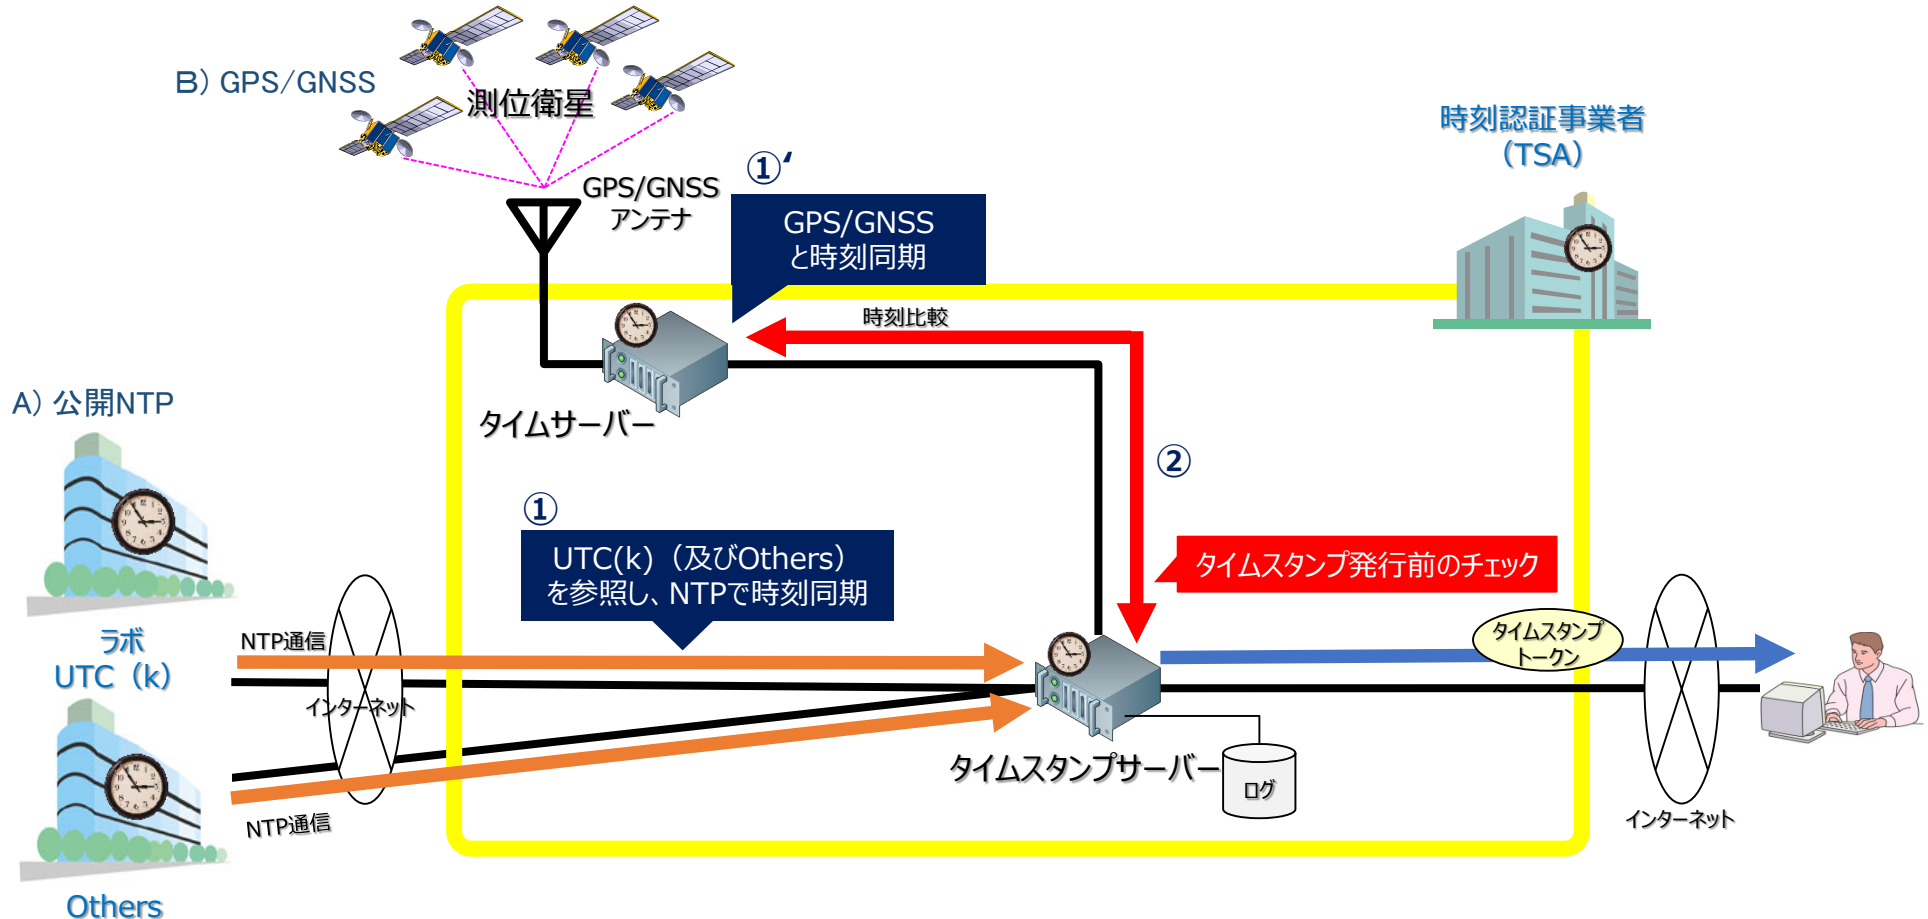 B）GPS/GNSS
測位衛星
時刻認証事業者
（TSA）
①‘
GPS/GNSS
アンテナ
GPS/GNSS
と時刻同期
時刻比較
A）公開NTP
タイムサーバー
②
①
UTC(k)（及びOthers）
を参照し、NTPで時刻同期
タイムスタンプ発行前のチェック
ラボ
UTC（k）
NTP通信
タイムスタンプ
トークン
インターネット
タイムスタンプサーバー
ログ
インターネット
NTP通信
Others